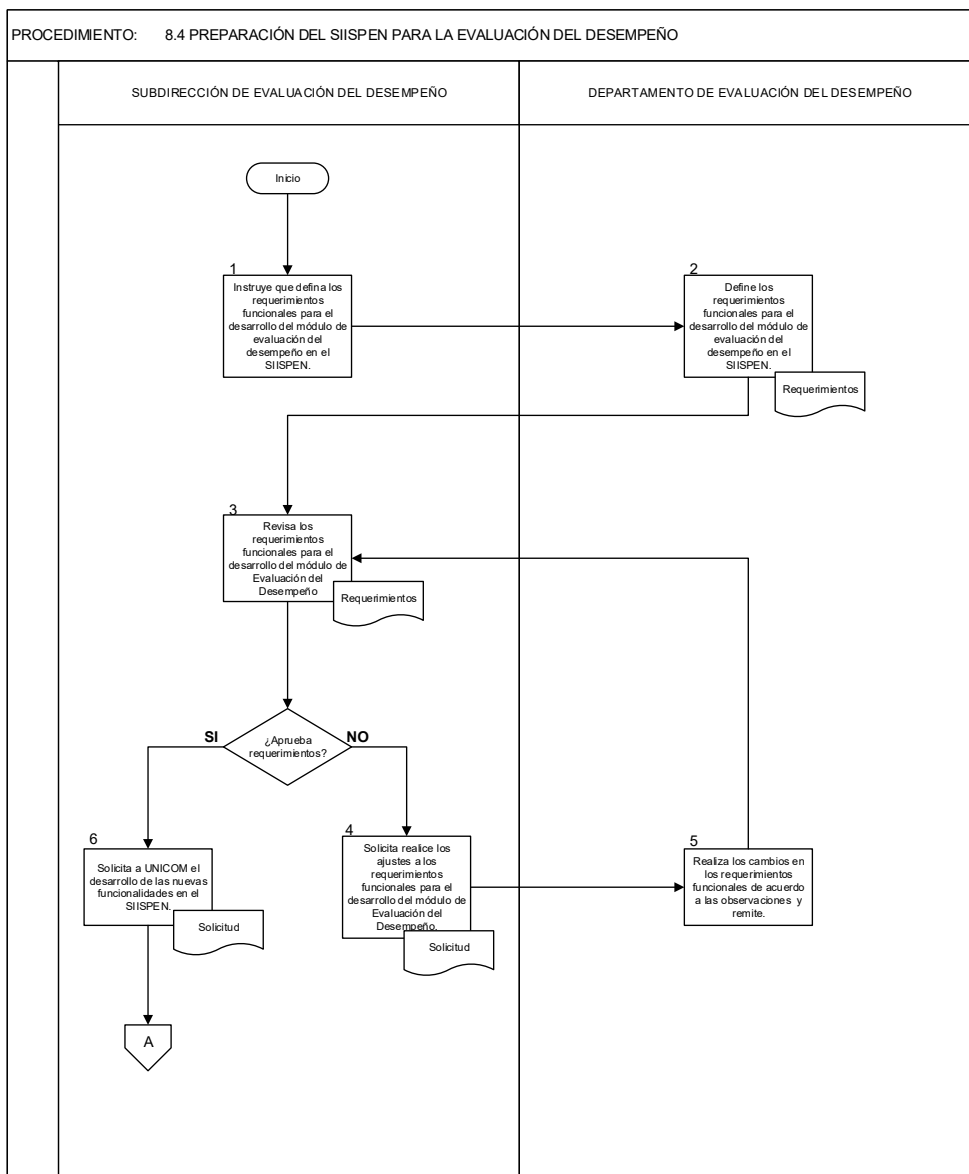 PROCEDIMIENTO: 8.4 PREPARACIÓN DEL SIISPEN PARA LA EVALUACIÓN DEL DESEMPEÑO
SUBDIRECCIÓN DE EVALUACIÓN DEL DESEMPEÑO
DEPARTAMENTO DE EVALUACIÓN DEL DESEMPEÑO
Inicio
1
Instruye que defina los
requerimientos
funcionales para el
desarrollo del módulo de
evaluación del
desempeño en el
SIISPEN.
2
Define los
requerimientos
funcionales para el
desarrollo del módulo de
evaluación del
desempeño en el
SIISPEN.
Requerimientos
3
Revisa los
requerimientos
funcionales para el
desarrollo del módulo de
Evaluación del
Desempeño
Requerimientos
¿Aprueba
requerimientos?
SI
NO
6
Solicita a UNICOM el
desarrollo de las nuevas
funcionalidades en el
SIISPEN.
Solicitud
4
Solicita realice los
ajustes a los
requerimientos
funcionales para el
desarrollo del módulo de
Evaluación del
Desempeño.
Solicitud
5
Realiza los cambios en
los requerimientos
funcionales de acuerdo
a las observaciones y
remite.
A